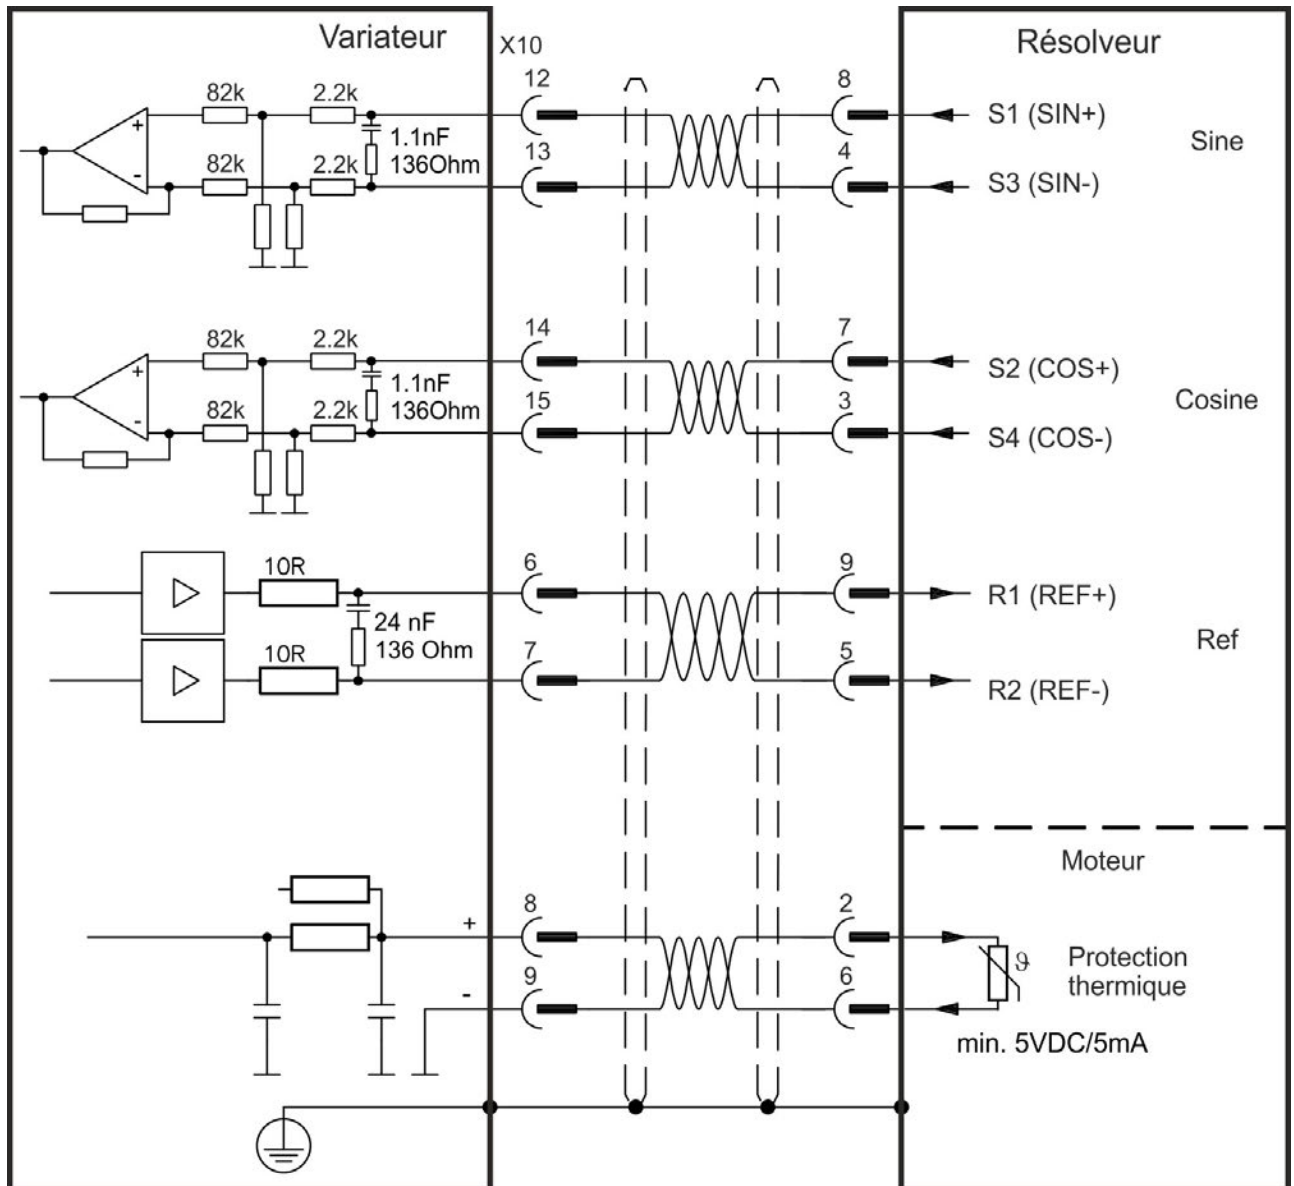 Variateur
X10
Résolveur
12
8
82k
2.2k
S1 (SIN+)
+
1.1nF
136Ohm
Sine
13
4
-
82k
2.2k
S3 (SIN-)
14
7
82k
2.2k
S2 (COS+)
+
1.1nF
136Ohm
Cosine
15
3
-
82k
2.2k
S4 (COS-)
6
9
10R
R1 (REF+)
24 nF
136 Ohm
Ref
7
5
10R
R2 (REF-)
Moteur
8
2
+
Protection
thermique
ϑ
9
6
-
min. 5VDC/5mA